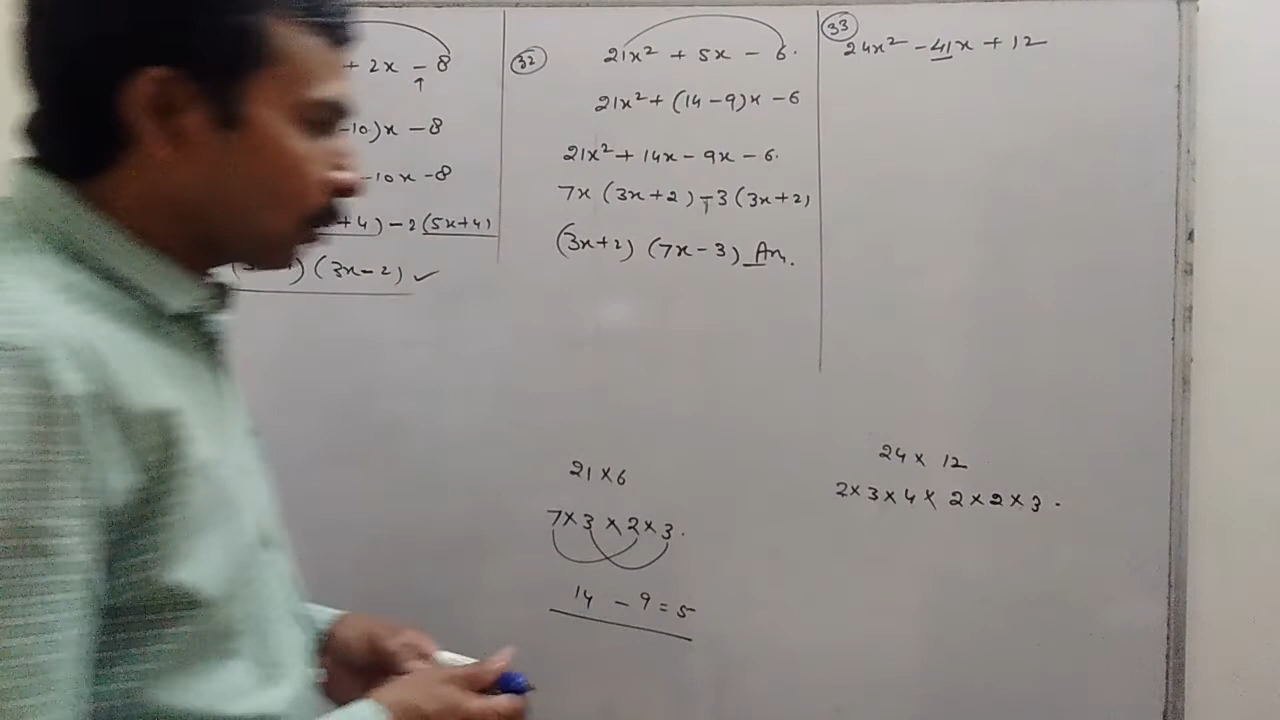 + 2x - 8
↑
-10)x - 8
-10x - 8
+4) - 2 (5x+4)
(3x-2) ✓
32
21x² + 5x - 6.
21x² + (14-9)x - 6
21x² + 14x - 9x - 6.
7x (3x+2) - 3 (3x+2)
(3x+2) (7x-3) Ans.
21 × 6
7×3 × 2×3.
14 - 9 = 5
33
24x² - 41x + 12
24 × 12
2×3×4× 2×2×3.